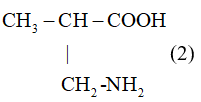 CH₃ – CH – COOH
| (2)
CH₂-NH₂